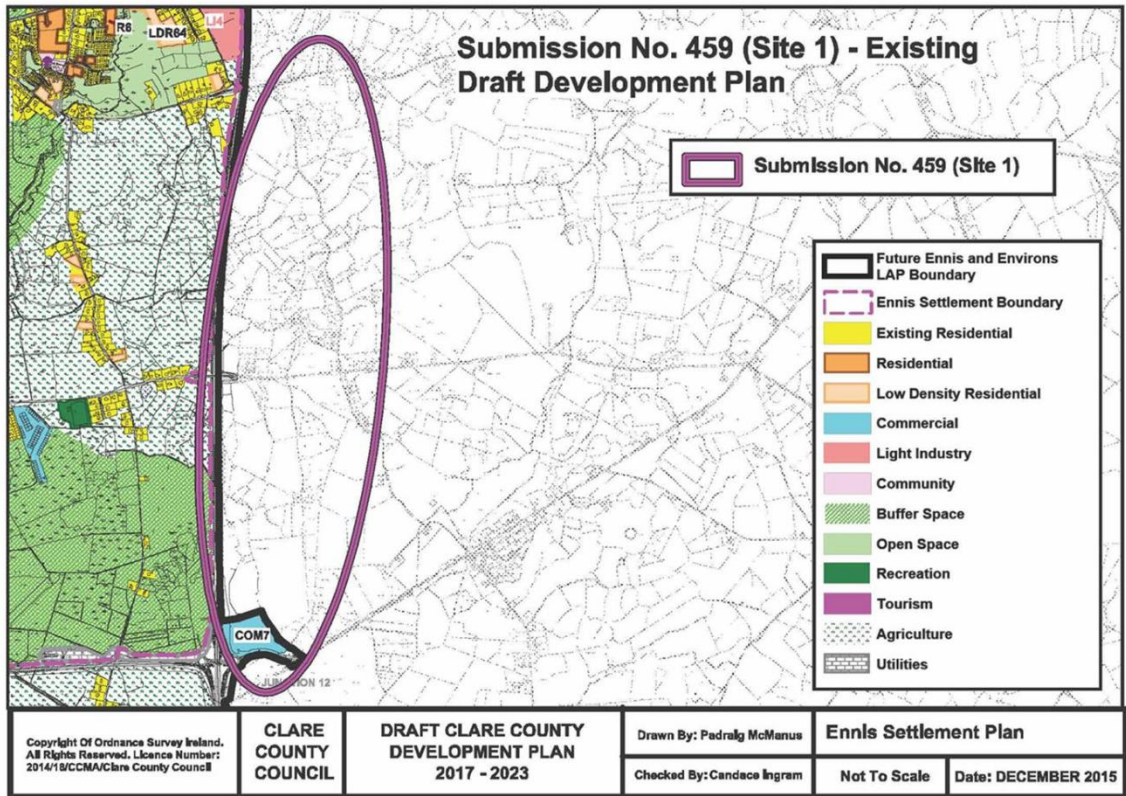 R8
LDR64
LI4
Submission No. 459 (Site 1) - Existing
Draft Development Plan
Submission No. 459 (Site 1)
Future Ennis and Environs
LAP Boundary
Ennis Settlement Boundary
Existing Residential
Residential
Low Density Residential
Commercial
Light Industry
Community
Buffer Space
Open Space
Recreation
Tourism
Agriculture
Utilities
COM7
JUNCTION 12
Copyright Of Ordnance Survey Ireland.
All Rights Reserved. Licence Number:
2014/18/CCMA/Clare County Council
CLARE
COUNTY
COUNCIL
DRAFT CLARE COUNTY
DEVELOPMENT PLAN
2017 - 2023
Drawn By: Padraig McManus
Checked By: Candace Ingram
Ennis Settlement Plan
Not To Scale
Date: DECEMBER 2015